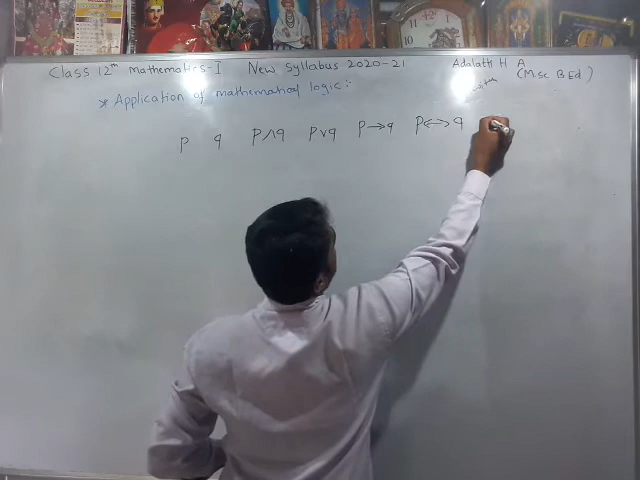 Class 12th mathematics-I New syllabus 2020-21 Adalath H A
(M.Sc B.Ed)
* Application of mathematical logic:-
p q p∧q p∨q p→q p↔q